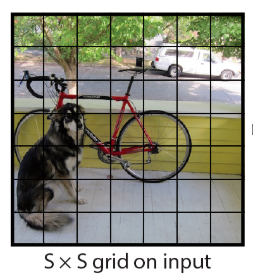 S × S grid on input